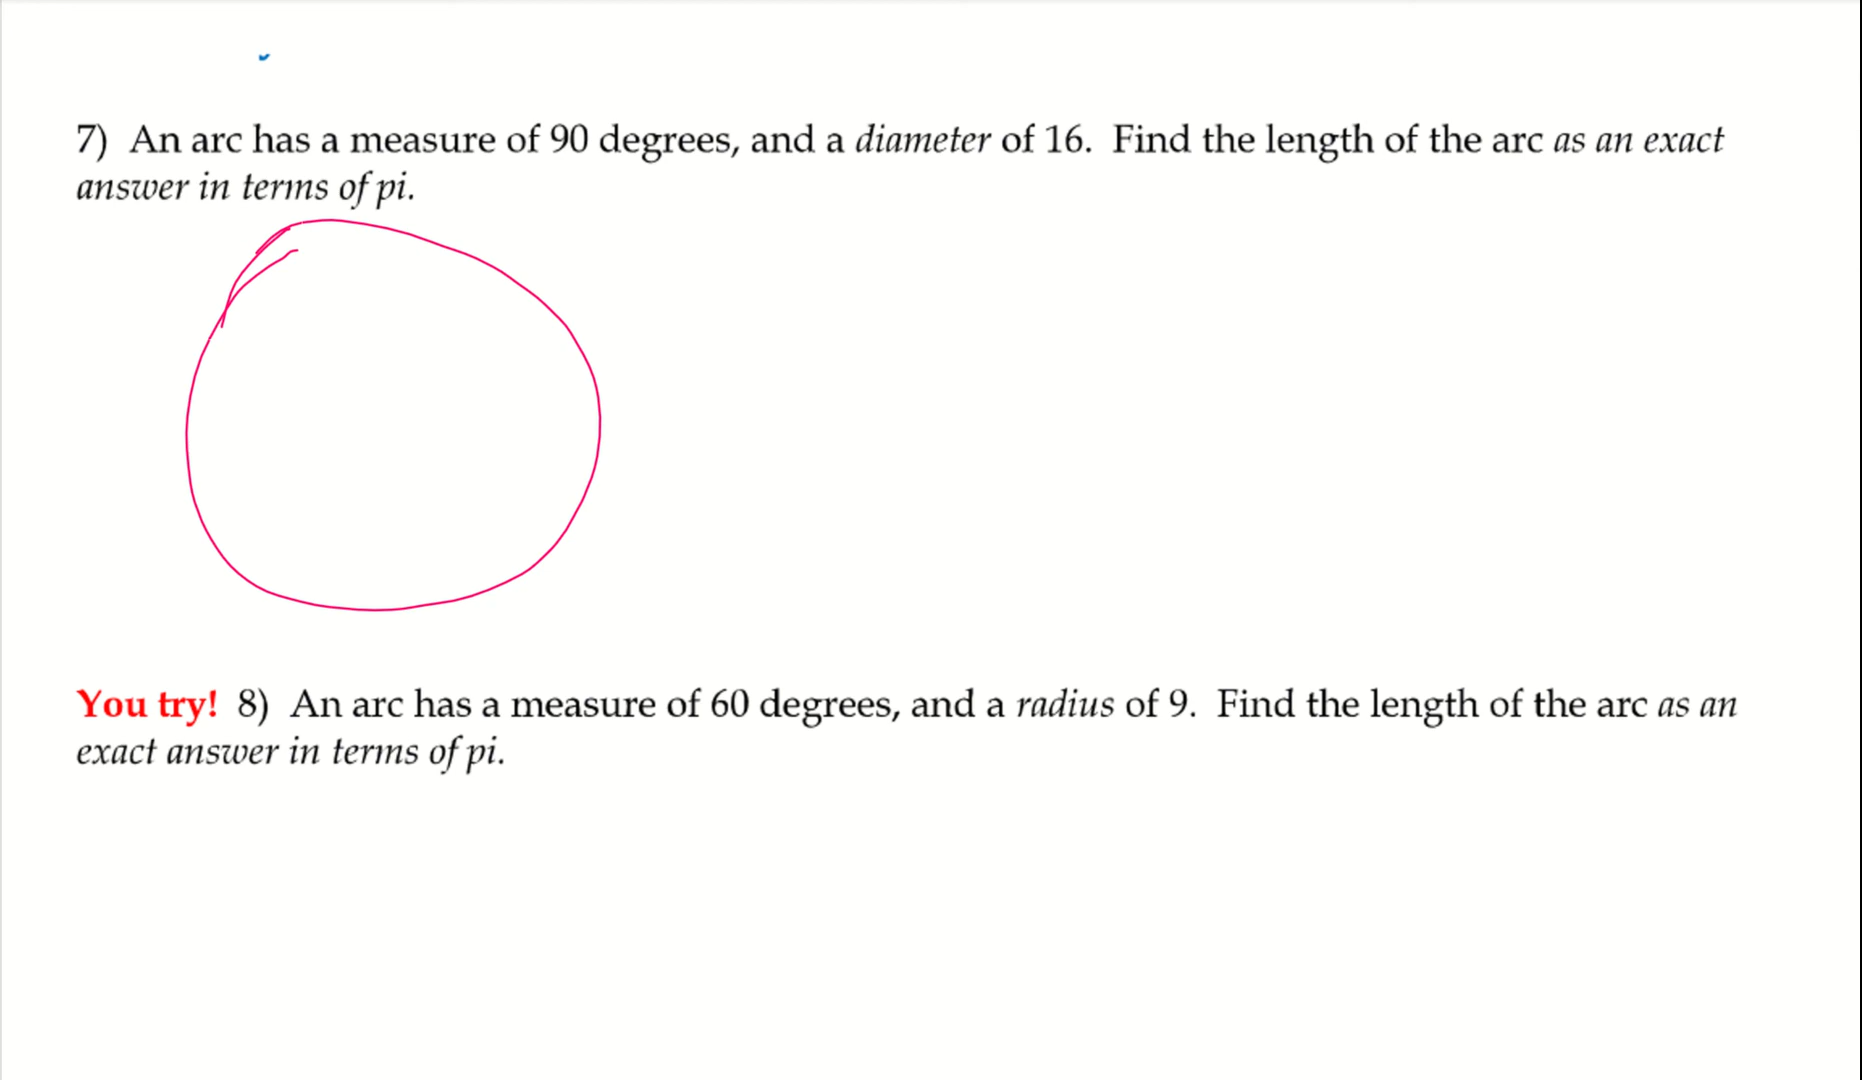 7) An arc has a measure of 90 degrees, and a diameter of 16. Find the length of the arc as an exact
answer in terms of pi.
You try! 8) An arc has a measure of 60 degrees, and a radius of 9. Find the length of the arc as an
exact answer in terms of pi.